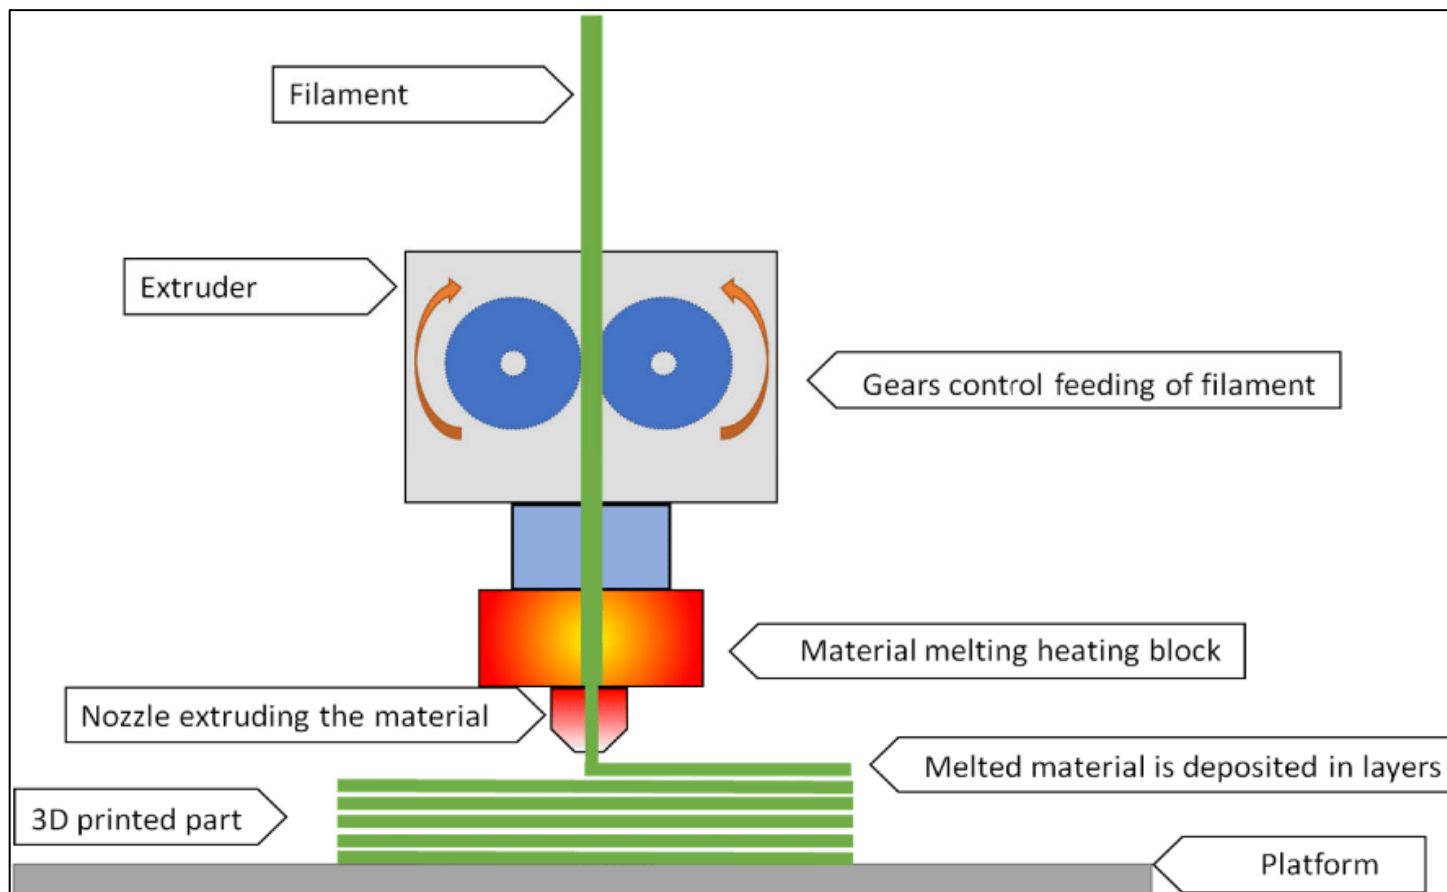 Filament
Extruder
Gears control feeding of filament
Material melting heating block
Nozzle extruding the material
Melted material is deposited in layers
3D printed part
Platform